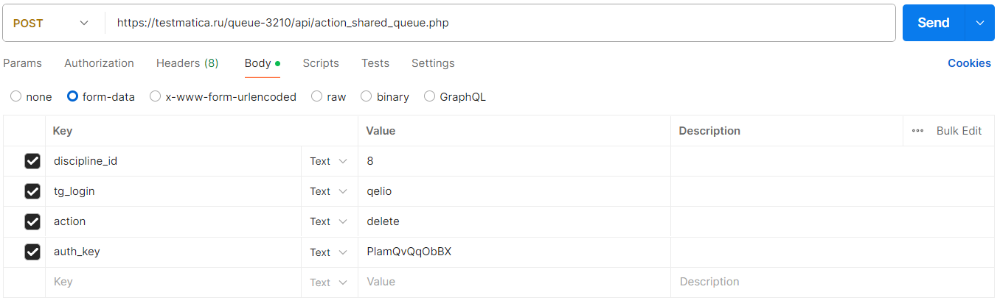 POST https://testmatica.ru/queue-3210/api/action_shared_queue.php Send
Params Authorization Headers (8) Body Scripts Tests Settings Cookies
none form-data x-www-form-urlencoded raw binary GraphQL
Key Value Description Bulk Edit
discipline_id Text 8
tg_login Text qelio
action Text delete
auth_key Text PlamQvQqObBX
Key Text Value Description